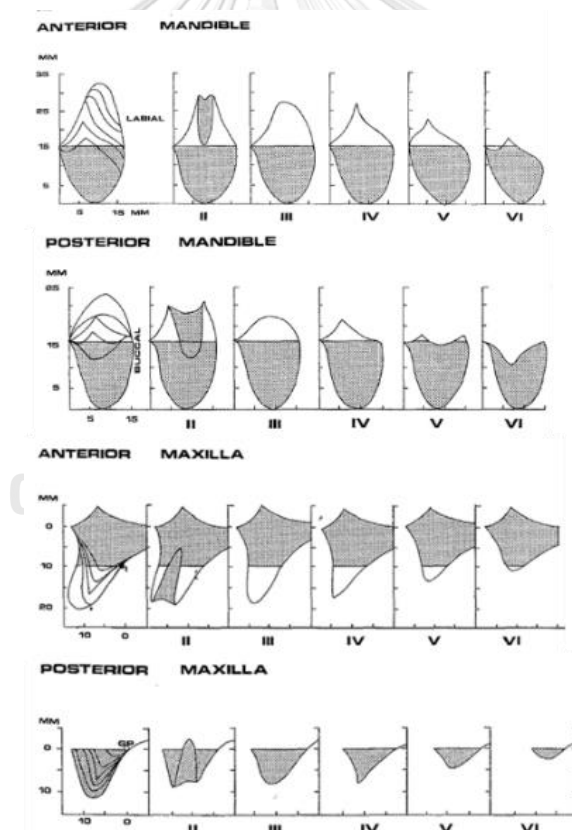 ANTERIOR MANDIBLE
MM
35
25
15
5
LABIAL
5 15 MM
II III IV V VI
POSTERIOR MANDIBLE
MM
25
15
5
BUCCAL
5 15
II III IV V VI
ANTERIOR MAXILLA
MM
0
10
20
10 0
II III IV V VI
POSTERIOR MAXILLA
MM
GP
0
10
10 0
II III IV V VI